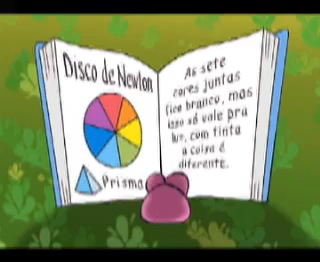 Disco de Newton
Prisma
As sete
cores juntas
fica branco, mas
isso só vale pra
luz, com tinta
a coisa é
diferente.